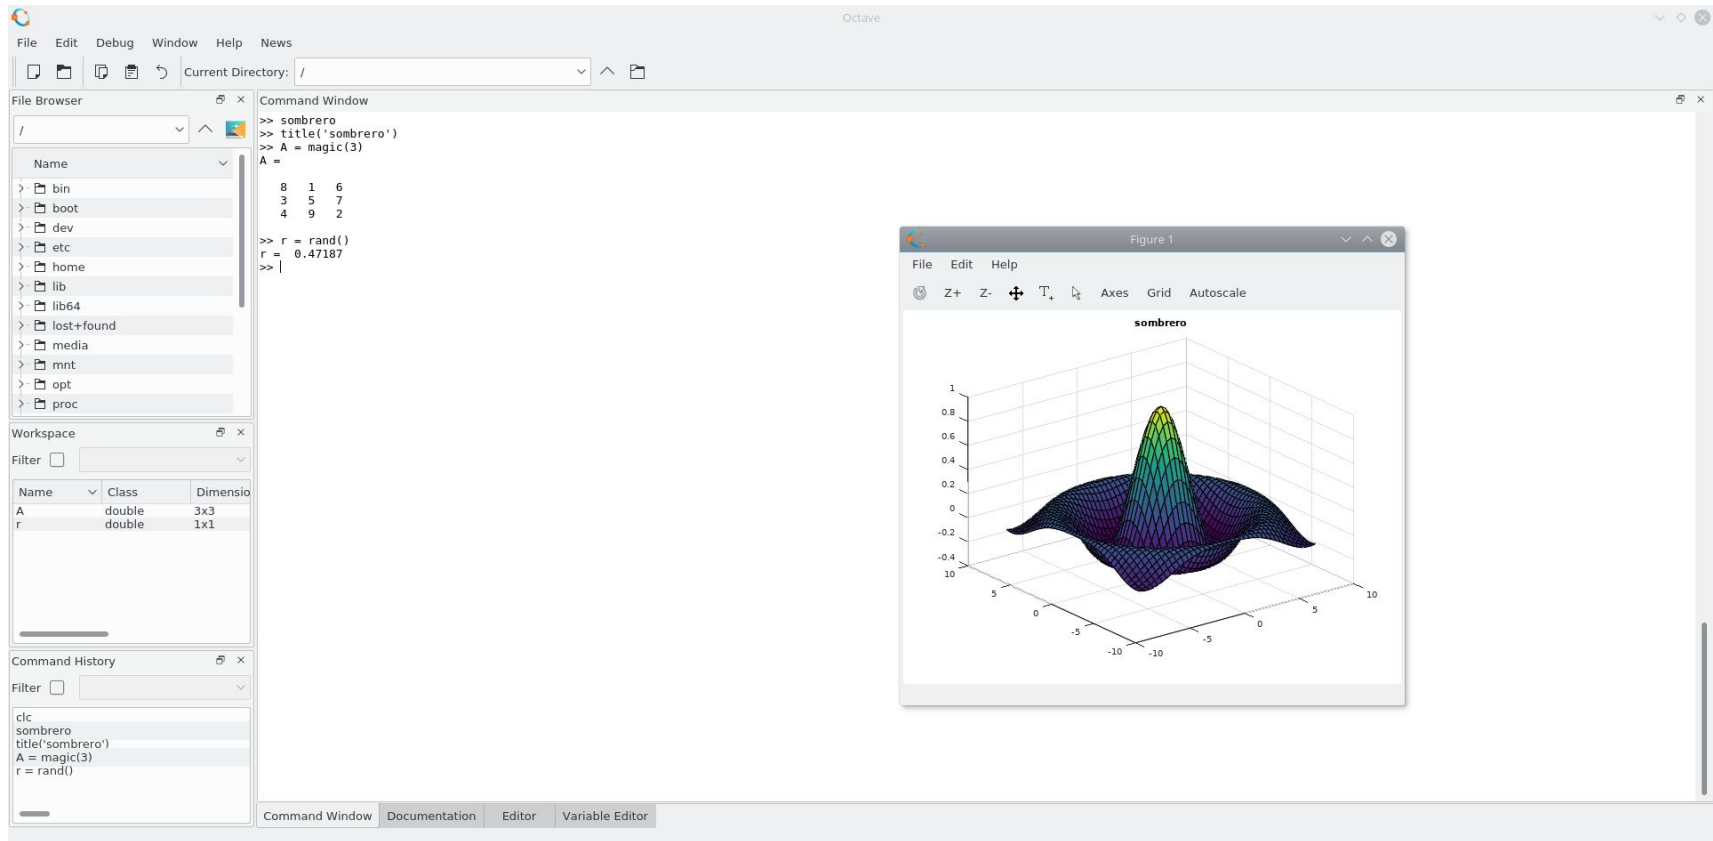 Octave
File Edit Debug Window Help News
Current Directory: /
File Browser
/
Name
bin
boot
dev
etc
home
lib
lib64
lost+found
media
mnt
opt
proc
Workspace
Filter
Name Class Dimensio
A double 3x3
r double 1x1
Command History
Filter
clc
sombrero
title('sombrero')
A = magic(3)
r = rand()
Command Window
>> sombrero
>> title('sombrero')
>> A = magic(3)
A =
8 1 6
3 5 7
4 9 2
>> r = rand()
r = 0.47187
>>
Figure 1
File Edit Help
Z+ Z- T+ Axes Grid Autoscale
sombrero
1
0.8
0.6
0.4
0.2
0
-0.2
-0.4
10
5
0
-5
-10
-10
-5
0
5
10
Command Window Documentation Editor Variable Editor